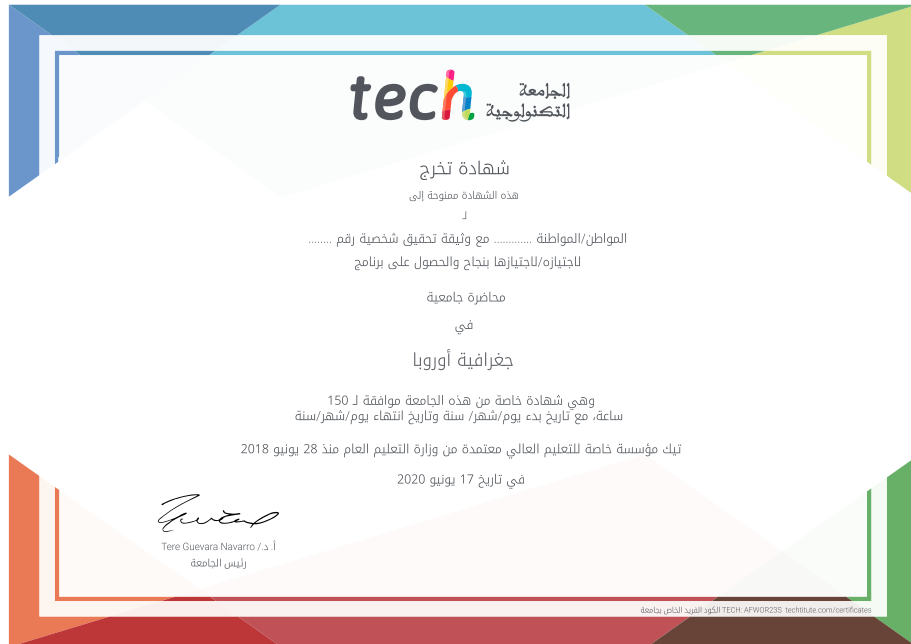 tech
الجامعة
التكنولوجية
شهادة تخرج
هذه الشهادة ممنوحة إلى
لـ
المواطن/المواطنة ............. مع وثيقة تحقيق شخصية رقم ........
لاجتيازه/لاجتيازها بنجاح والحصول على برنامج
محاضرة جامعية
في
جغرافية أوروبا
وهي شهادة خاصة من هذه الجامعة موافقة لـ 150
ساعة، مع تاريخ بدء يوم/شهر/ سنة وتاريخ انتهاء يوم/شهر/سنة
تيك مؤسسة خاصة للتعليم العالي معتمدة من وزارة التعليم العام منذ 28 يونيو 2018
في تاريخ 17 يونيو 2020
أ. د./ Tere Guevara Navarro
رئيس الجامعة
الكود الفريد الخاص بجامعة TECH: AFWOR23S techtitute.com/certificates